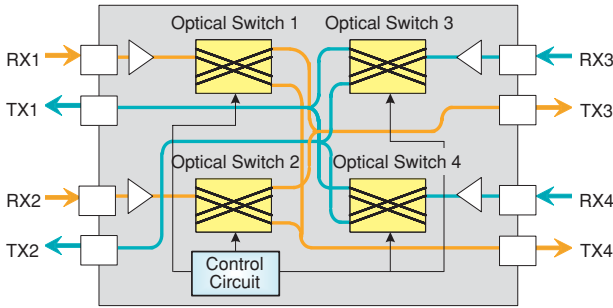 Optical Switch 1
Optical Switch 3
RX1
RX3
TX1
TX3
Optical Switch 2
Optical Switch 4
RX2
RX4
TX2
TX4
Control
Circuit